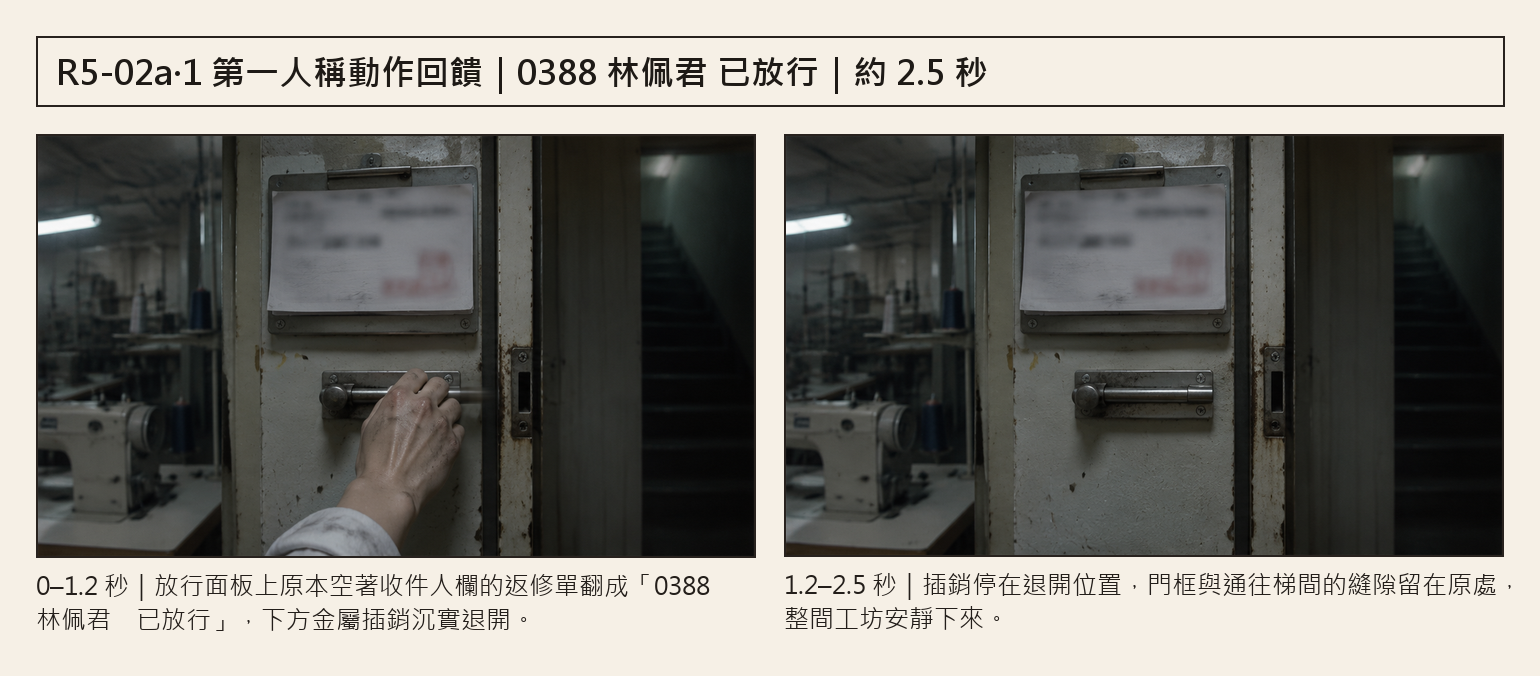 R5-02a·1 第一人稱動作回饋｜0388 林佩君 已放行｜約 2.5 秒
0–1.2 秒｜放行面板上原本空著收件人欄的返修單翻成「0388
林佩君　已放行」，下方金屬插銷沉實退開。
1.2–2.5 秒｜插銷停在退開位置，門框與通往梯間的縫隙留在原處，
整間工坊安靜下來。